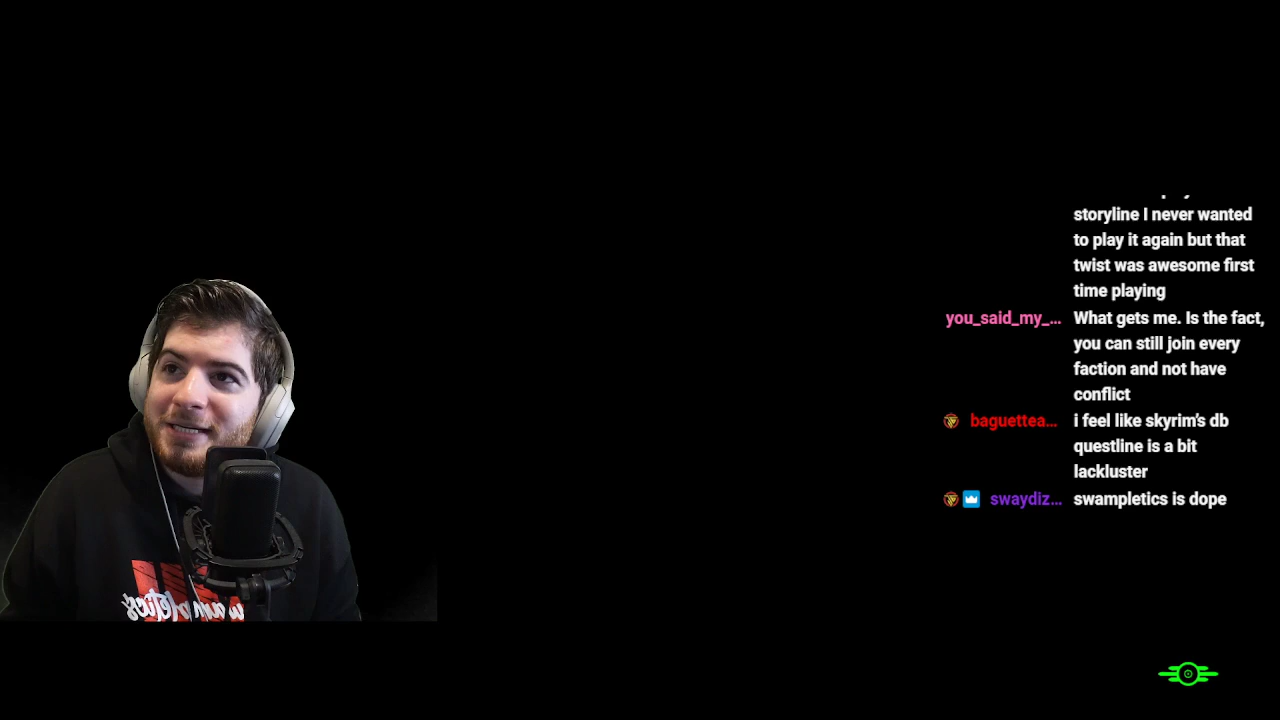 storyline I never wanted
to play it again but that
twist was awesome first
time playing
you_said_my_... What gets me. Is the fact,
you can still join every
faction and not have
conflict
baguettea... i feel like skyrim's db
questline is a bit
lackluster
swaydiz... swampletics is dope